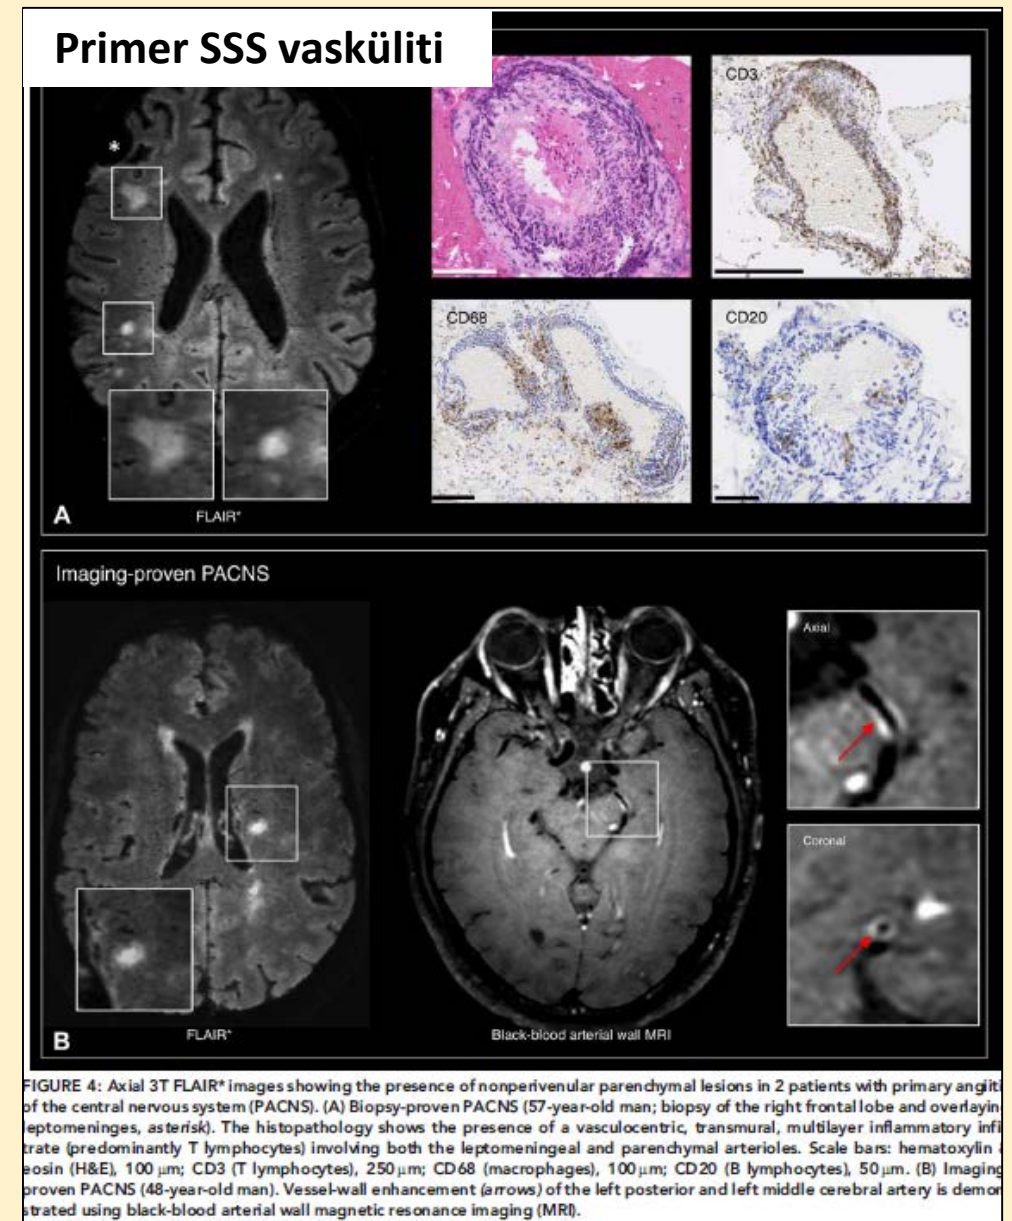 Primer SSS vasküliti
CD3
CD68
CD20
A
FLAIR*
Imaging-proven PACNS
Axial
Coronal
B
FLAIR*
Black-blood arterial wall MRI
FIGURE 4: Axial 3T FLAIR* images showing the presence of nonperivenular parenchymal lesions in 2 patients with primary angiiti
of the central nervous system (PACNS). (A) Biopsy-proven PACNS (57-year-old man; biopsy of the right frontal lobe and overlayin
leptomeninges, asterisk). The histopathology shows the presence of a vasculocentric, transmural, multilayer inflammatory infi
trate (predominantly T lymphocytes) involving both the leptomeningeal and parenchymal arterioles. Scale bars: hematoxylin
eosin (H&E), 100 μm; CD3 (T lymphocytes), 250 μm; CD68 (macrophages), 100 μm; CD20 (B lymphocytes), 50 μm. (B) Imaging
proven PACNS (48-year-old man). Vessel-wall enhancement (arrows) of the left posterior and left middle cerebral artery is demon
strated using black-blood arterial wall magnetic resonance imaging (MRI).